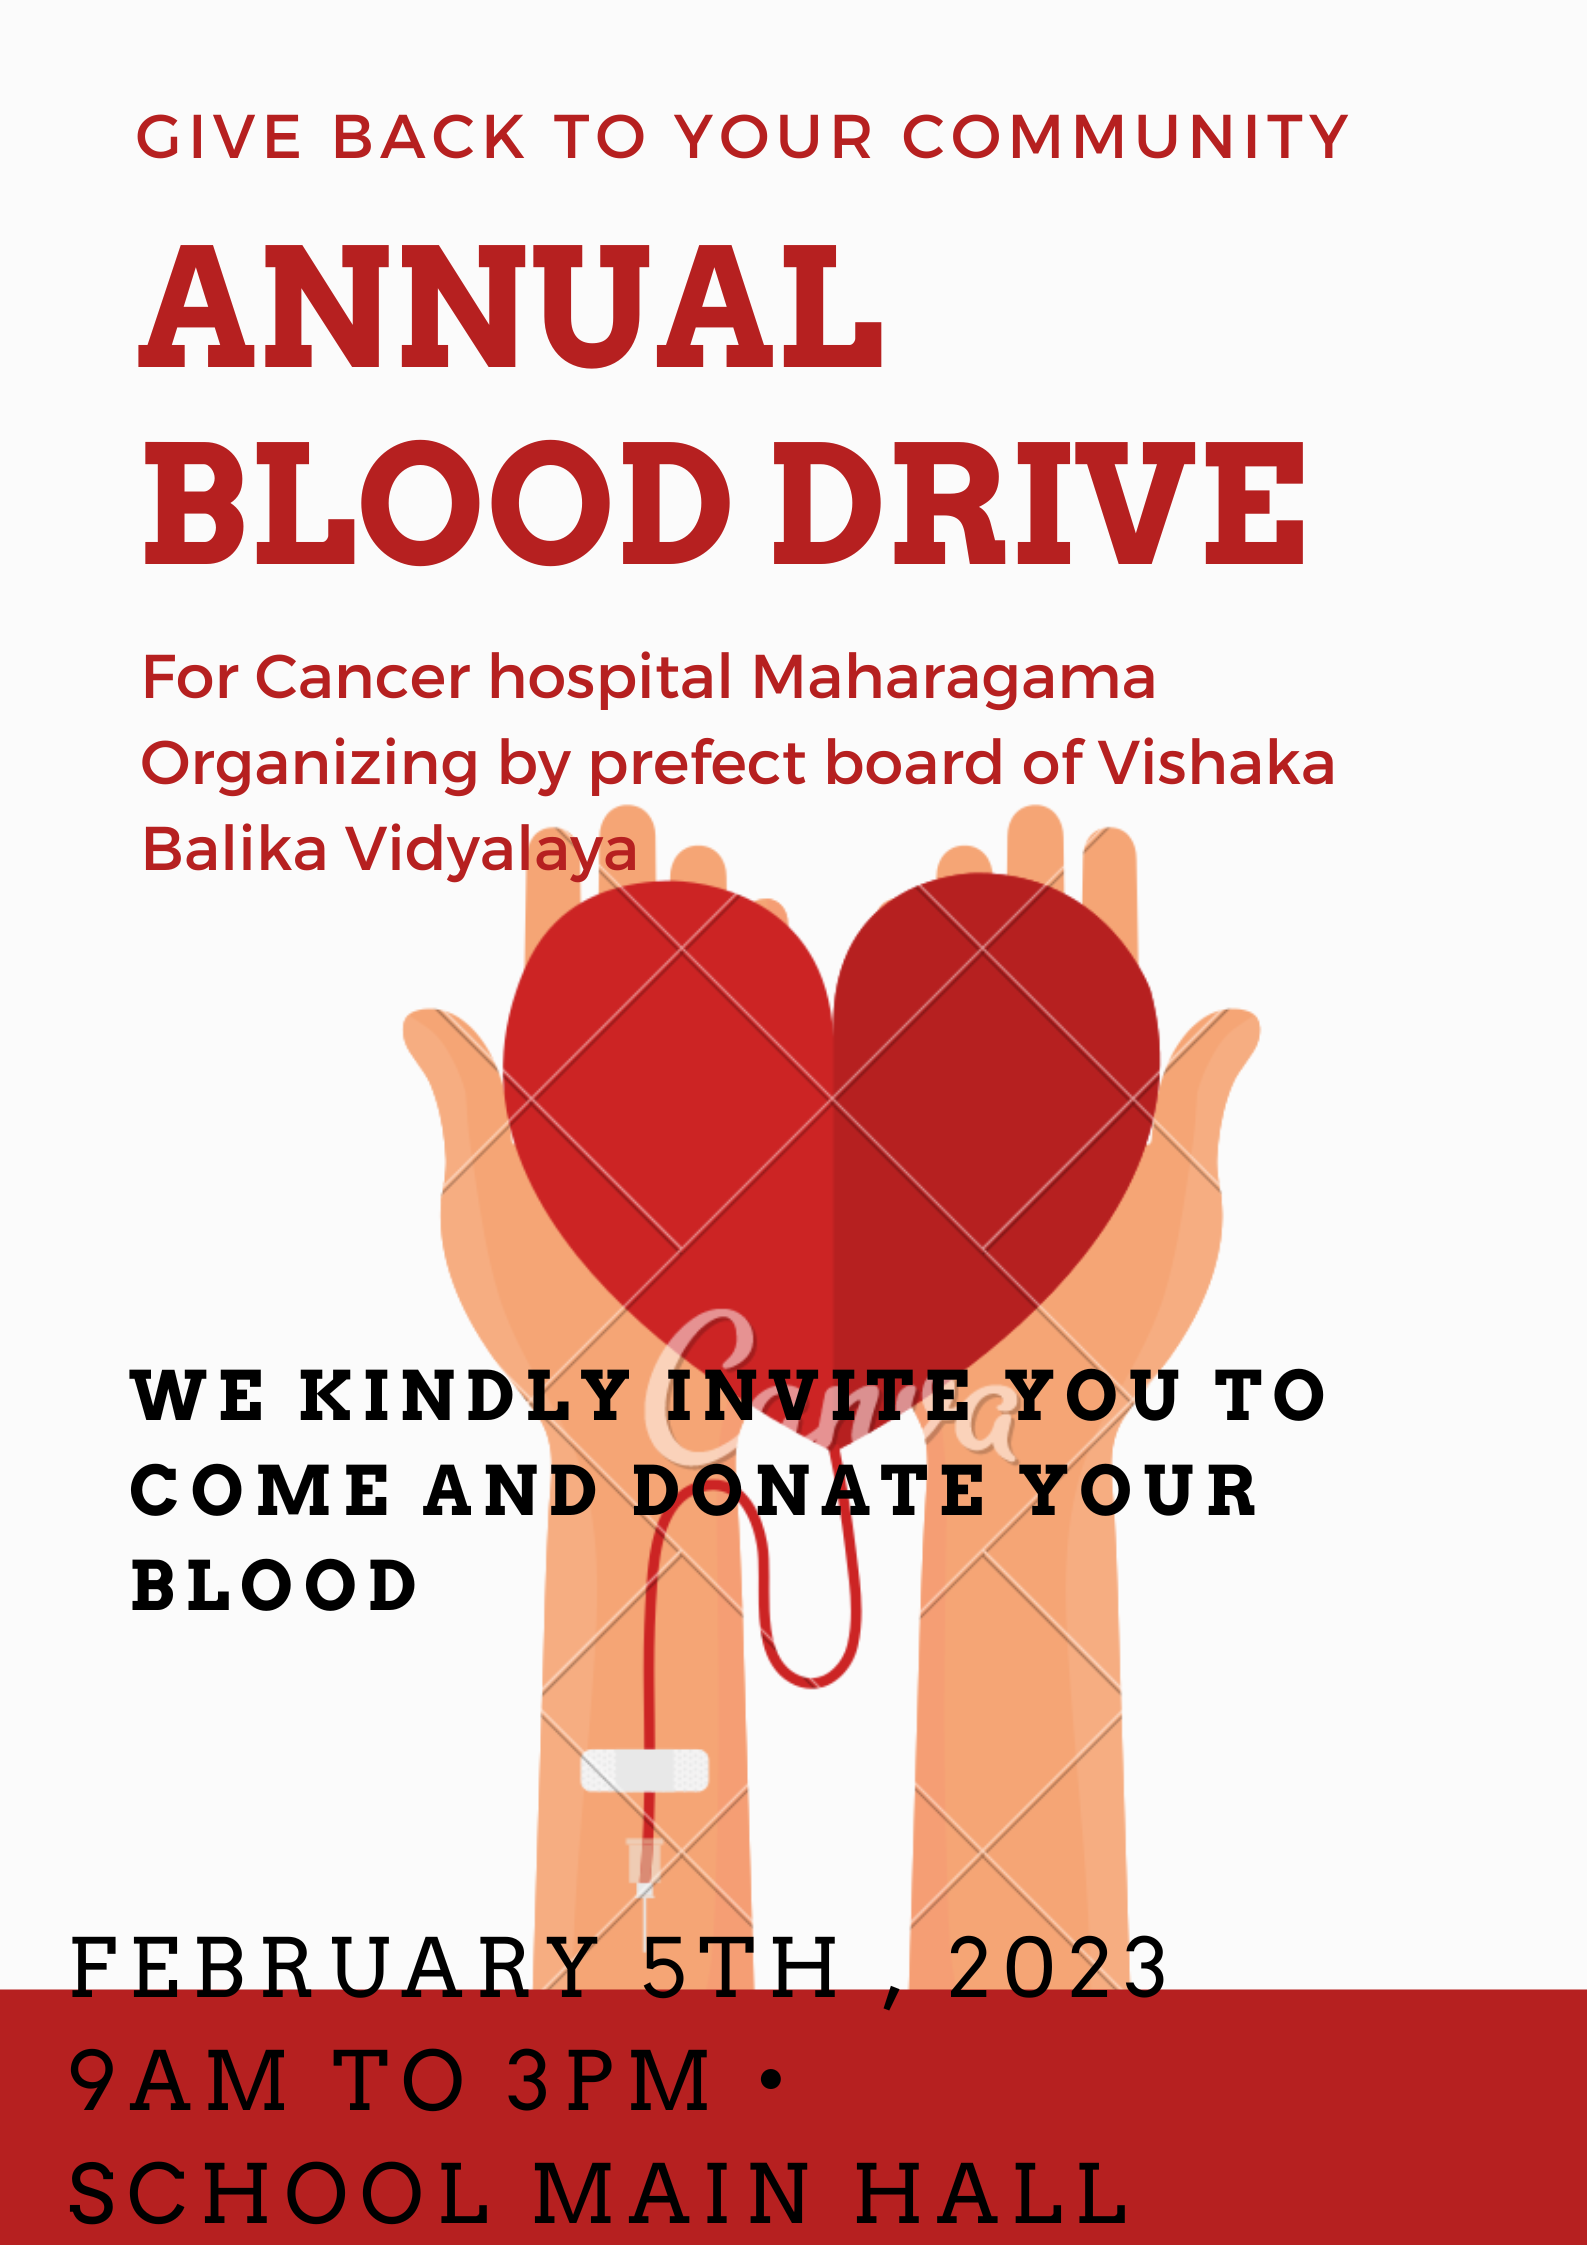 GIVE BACK TO YOUR COMMUNITY
ANNUAL
BLOOD DRIVE
For Cancer hospital Maharagama
Organizing by prefect board of Vishaka
Balika Vidyalaya
Canva
WE KINDLY INVITE YOU TO
COME AND DONATE YOUR
BLOOD
FEBRUARY 5TH , 2023
9AM TO 3PM •
SCHOOL MAIN HALL